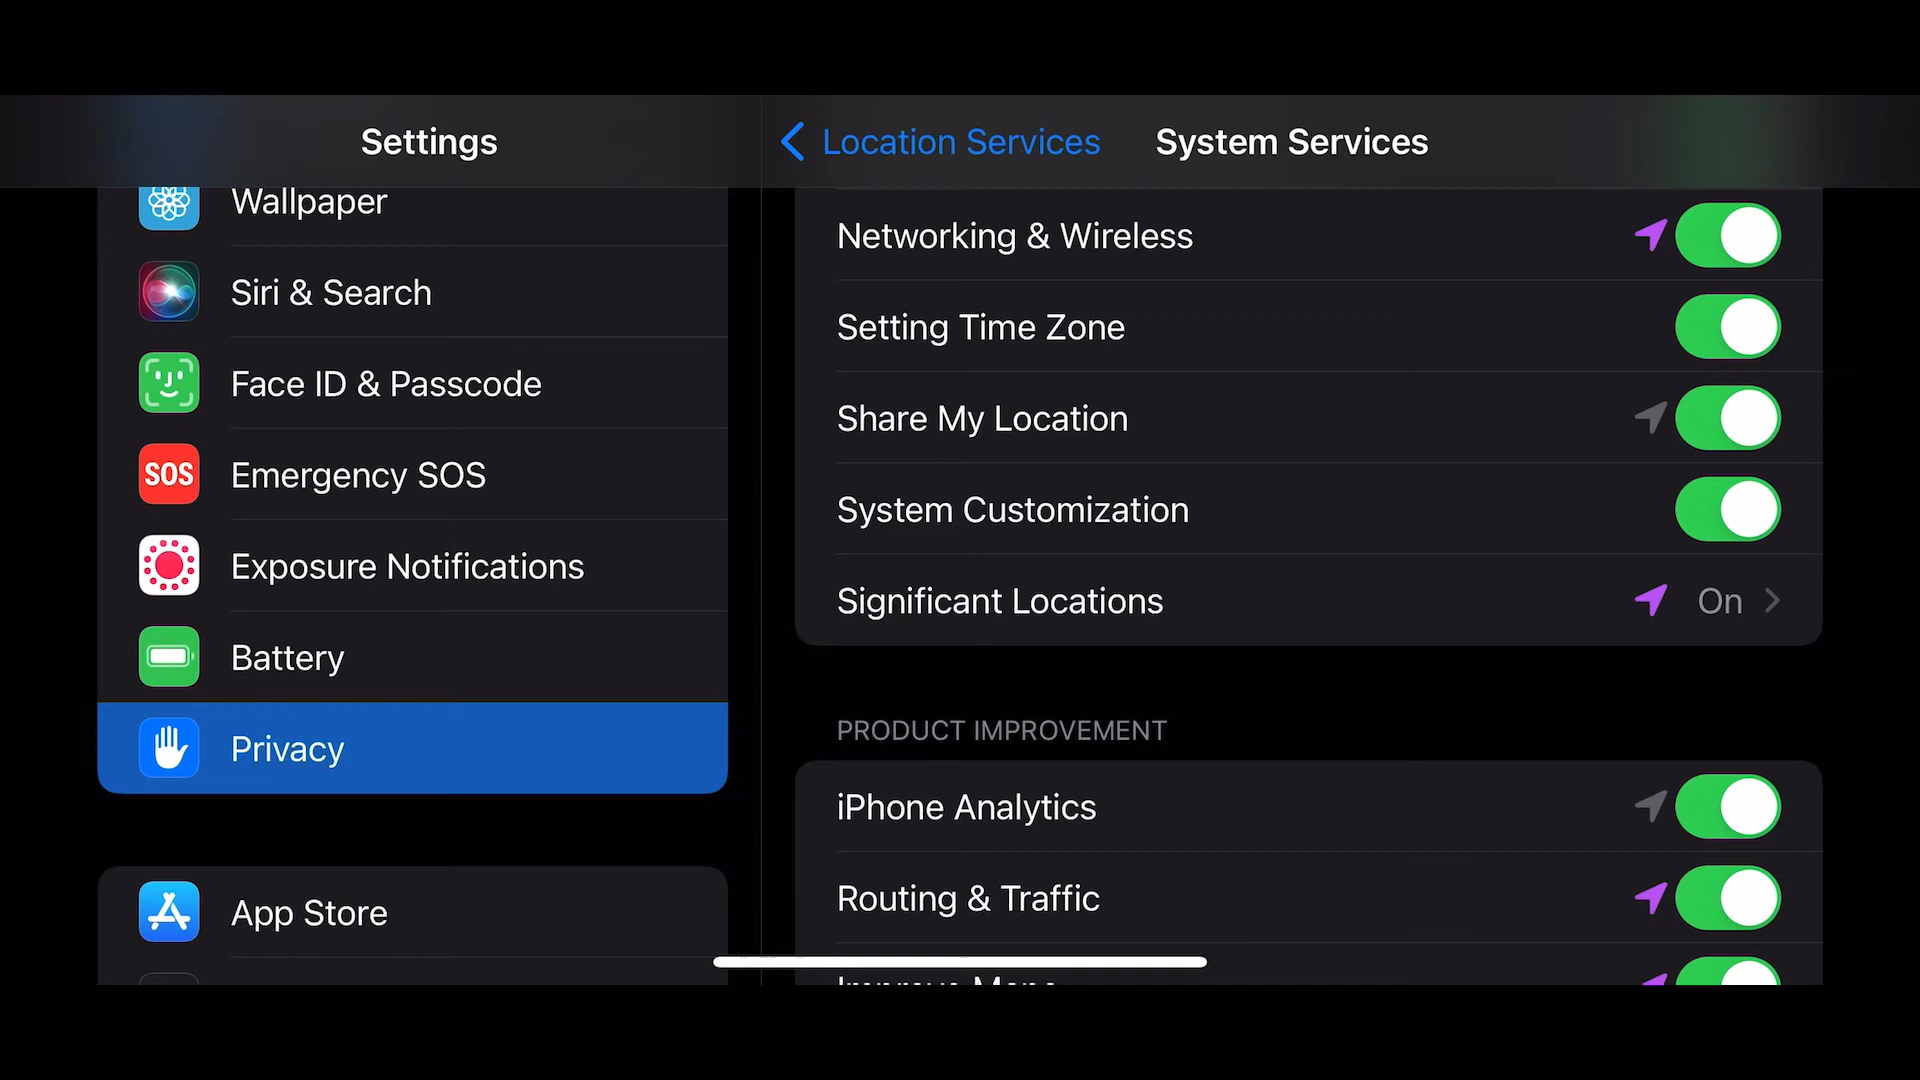 Settings
Wallpaper
Siri & Search
Face ID & Passcode
SOS
Emergency SOS
Exposure Notifications
Battery
Privacy
App Store
Location Services
System Services
Networking & Wireless
Setting Time Zone
Share My Location
System Customization
Significant Locations
On
PRODUCT IMPROVEMENT
iPhone Analytics
Routing & Traffic